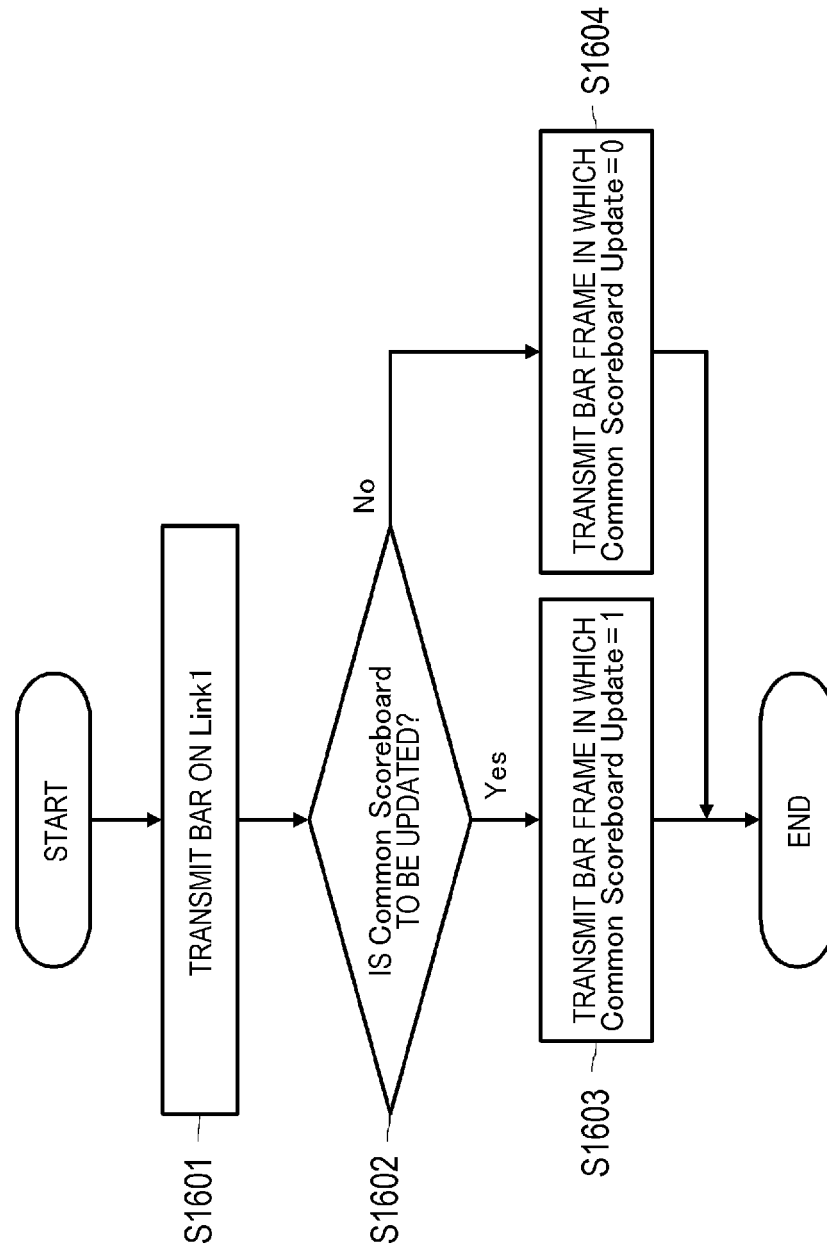 START
S1601
TRANSMIT BAR ON Link1
S1602
IS Common Scoreboard
TO BE UPDATED?
No
Yes
S1603
TRANSMIT BAR FRAME IN WHICH
Common Scoreboard Update=1
TRANSMIT BAR FRAME IN WHICH
Common Scoreboard Update=0
S1604
END